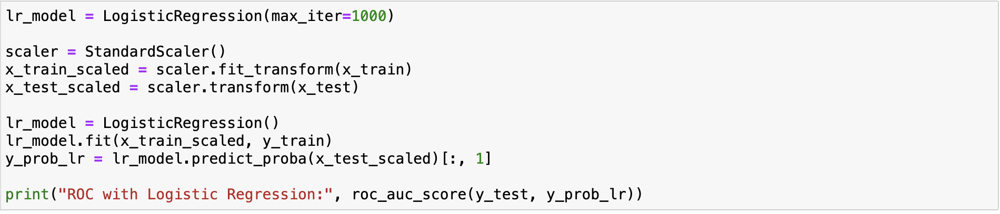 lr_model = LogisticRegression(max_iter=1000)
scaler = StandardScaler()
x_train_scaled = scaler.fit_transform(x_train)
x_test_scaled = scaler.transform(x_test)
lr_model = LogisticRegression()
lr_model.fit(x_train_scaled, y_train)
y_prob_lr = lr_model.predict_proba(x_test_scaled)[:, 1]
print("ROC with Logistic Regression:", roc_auc_score(y_test, y_prob_lr))